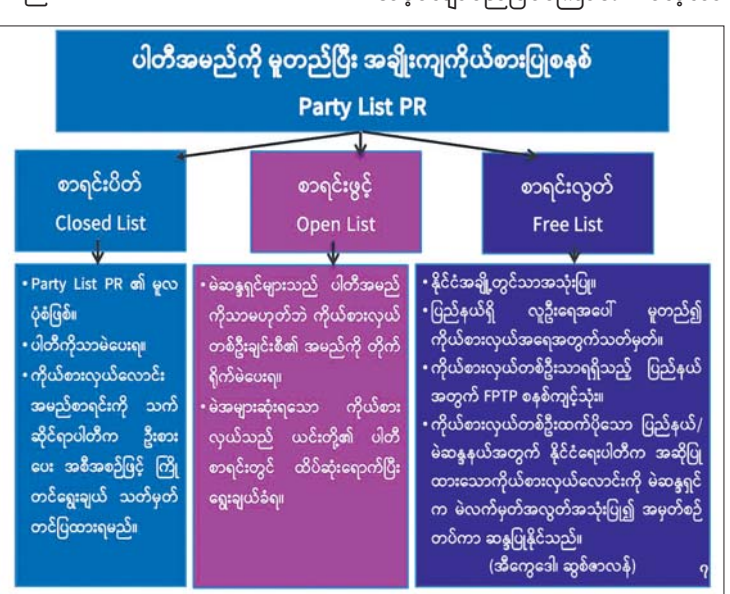 ပါတီအမည်ကို မူတည်ပြီး အချိုးကျကိုယ်စားပြုစနစ်
Party List PR
စာရင်းပိတ်
Closed List
• Party List PR ၏ မူလ
ပုံစံဖြစ်။
• ပါတီကိုသာမဲပေးရ။
• ကိုယ်စားလှယ်လောင်း
အမည်စာရင်းကို သက်
ဆိုင်ရာပါတီက ဦးစား
ပေး အစီအစဉ်ဖြင့် ကြို
တင်ရွေးချယ် သတ်မှတ်
တင်ပြထားရမည်။
စာရင်းဖွင့်
Open List
• မဲဆန္ဒရှင်များသည် ပါတီအမည်
ကိုသာမဟုတ်ဘဲ ကိုယ်စားလှယ်
တစ်ဦးချင်းစီ၏ အမည်ကို တိုက်
ရိုက်မဲပေးရ။
• မဲအများဆုံးရသော ကိုယ်စား
လှယ်သည် ယင်းတို့၏ ပါတီ
စာရင်းတွင် ထိပ်ဆုံးရောက်ပြီး
ရွေးချယ်ခံရ။
စာရင်းလွတ်
Free List
• နိုင်ငံအချို့တွင်သာအသုံးပြု။
• ပြည်နယ်ရှိ လူဦးရေအပေါ် မူတည်၍
ကိုယ်စားလှယ်အရေအတွက်သတ်မှတ်။
• ကိုယ်စားလှယ်တစ်ဦးသာရရှိသည့် ပြည်နယ်
အတွက် FPTP စနစ်ကျင့်သုံး။
• ကိုယ်စားလှယ်တစ်ဦးထက်ပိုသော ပြည်နယ်/
မဲဆန္ဒနယ်အတွက် နိုင်ငံရေးပါတီက အဆိုပြု
ထားသောကိုယ်စားလှယ်လောင်းကို မဲဆန္ဒရှင်
က မဲလက်မှတ်အလွတ်အသုံးပြု၍ အမှတ်စဉ်
တပ်ကာ ဆန္ဒပြုနိုင်သည်။
(အီကွေဒေါ၊ ဆွစ်ဇာလန်)
၇